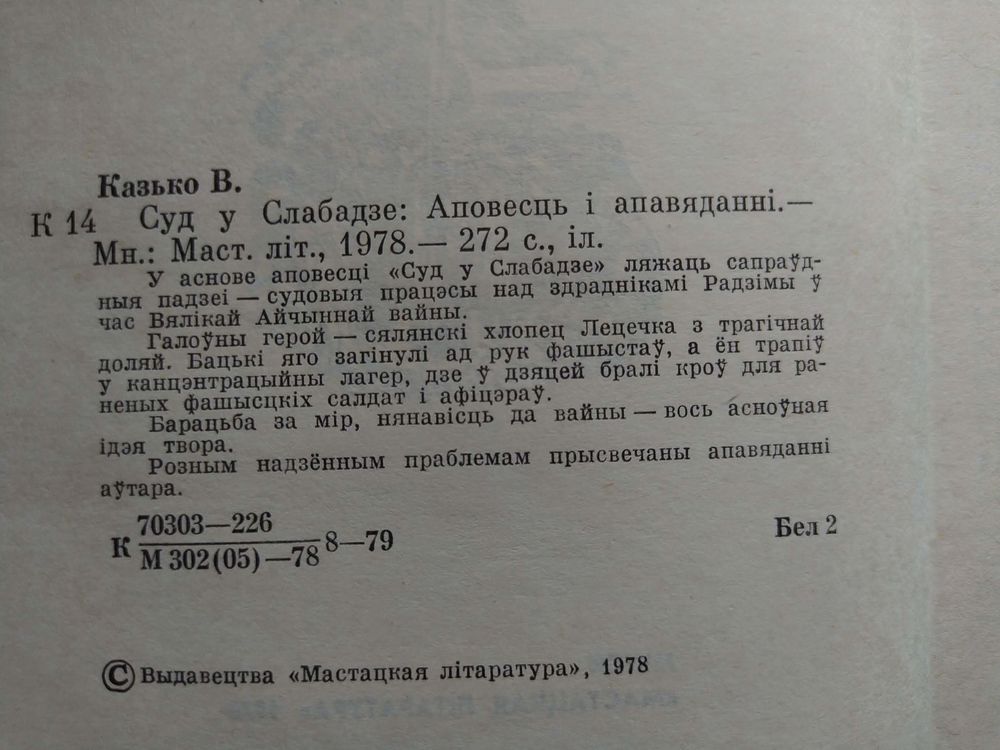 Казько В.
К 14 Суд у Слабадзе: Аповесць і апавяданні.—
Мн.: Маст. літ., 1978.— 272 с., іл.
У аснове аповесці «Суд у Слабадзе» ляжаць сапраўд-
ныя падзеі — судовыя працэсы над здраднікамі Радзімы ў
час Вялікай Айчыннай вайны.
Галоўны герой — сялянскі хлопец Лецечка з трагічнай
доляй. Бацькі яго загінулі ад рук фашыстаў, а ён трапіў
у канцэнтрацыйны лагер, дзе ў дзяцей бралі кроў для ра-
неных фашысцкіх салдат і афіцэраў.
Барацьба за мір, нянавісць да вайны — вось асноўная
ідэя твора.
Розным надзённым праблемам прысвечаны апавяданні
аўтара.
70303—226
К 8—79 Бел 2
М 302(05)—78
© Выдавецтва «Мастацкая літаратура», 1978